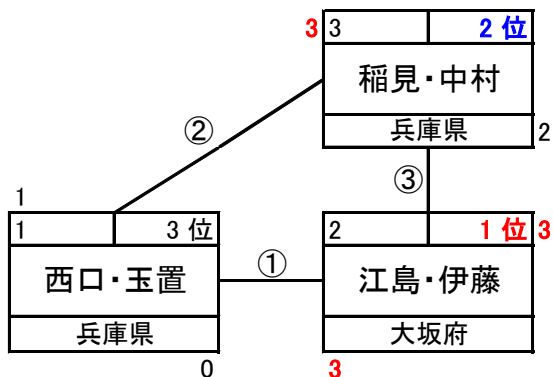 3 3 2 位
稲見・中村
兵庫県 2
②
③
1
1 3 位
西口・玉置
兵庫県
0
①
2 1 位 3
江島・伊藤
大坂府
3